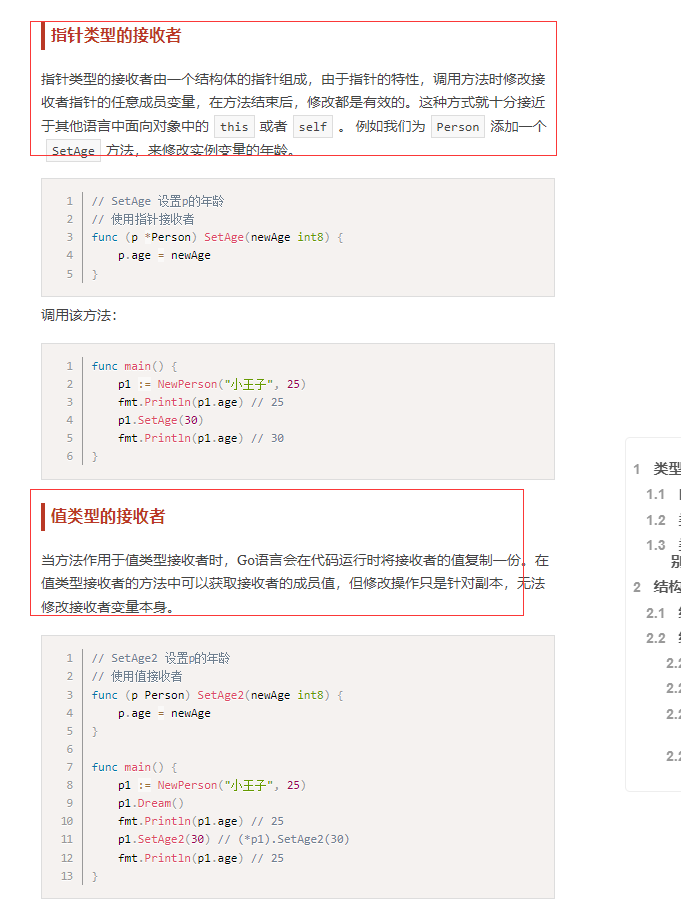 指针类型的接收者
指针类型的接收者由一个结构体的指针组成，由于指针的特性，调用方法时修改接
收者指针的任意成员变量，在方法结束后，修改都是有效的。这种方式就十分接近
于其他语言中面向对象中的 this 或者 self 。 例如我们为 Person 添加一个
SetAge 方法，来修改实例变量的年龄。
1 // SetAge 设置p的年龄
2 // 使用指针接收者
3 func (p *Person) SetAge(newAge int8) {
4     p.age = newAge
5 }
调用该方法：
1 func main() {
2     p1 := NewPerson("小王子", 25)
3     fmt.Println(p1.age) // 25
4     p1.SetAge(30)
5     fmt.Println(p1.age) // 30
6 }
值类型的接收者
当方法作用于值类型接收者时，Go语言会在代码运行时将接收者的值复制一份。在
值类型接收者的方法中可以获取接收者的成员值，但修改操作只是针对副本，无法
修改接收者变量本身。
1 // SetAge2 设置p的年龄
2 // 使用值接收者
3 func (p Person) SetAge2(newAge int8) {
4     p.age = newAge
5 }
6
7 func main() {
8     p1 := NewPerson("小王子", 25)
9     p1.Dream()
10     fmt.Println(p1.age) // 25
11     p1.SetAge2(30) // (*p1).SetAge2(30)
12     fmt.Println(p1.age) // 25
13 }
1 类型
1.1
1.2
1.3
别
2 结构
2.1
2.2
2.2
2.2
2.2
2.2